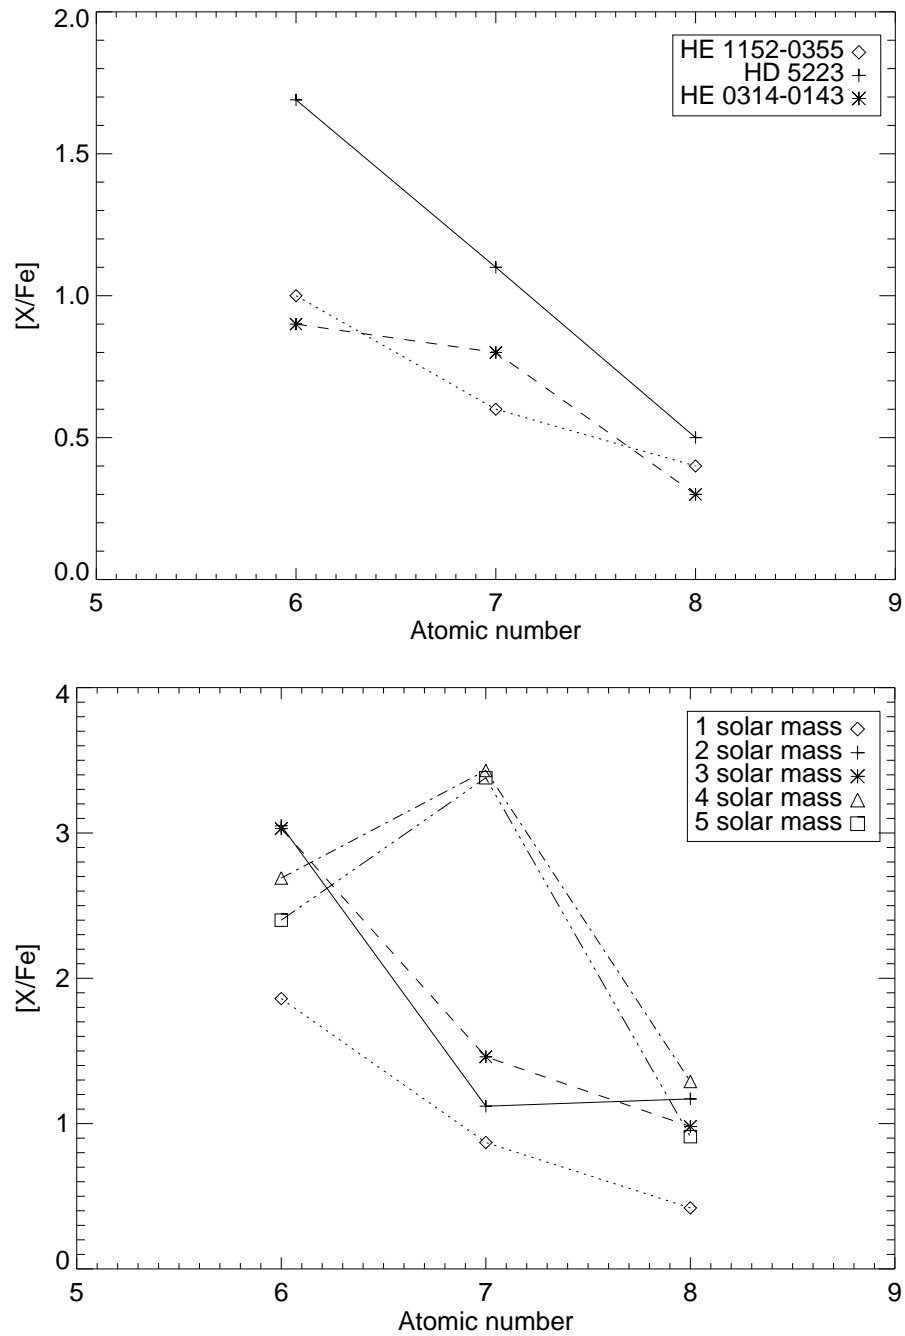 2.0
HE 1152-0355
HD 5223
HE 0314-0143
1.5
[X/Fe]
1.0
0.5
0.0
5 6 7 8 9
Atomic number
4
1 solar mass
2 solar mass
3 solar mass
4 solar mass
5 solar mass
3
[X/Fe]
2
1
0
5 6 7 8 9
Atomic number